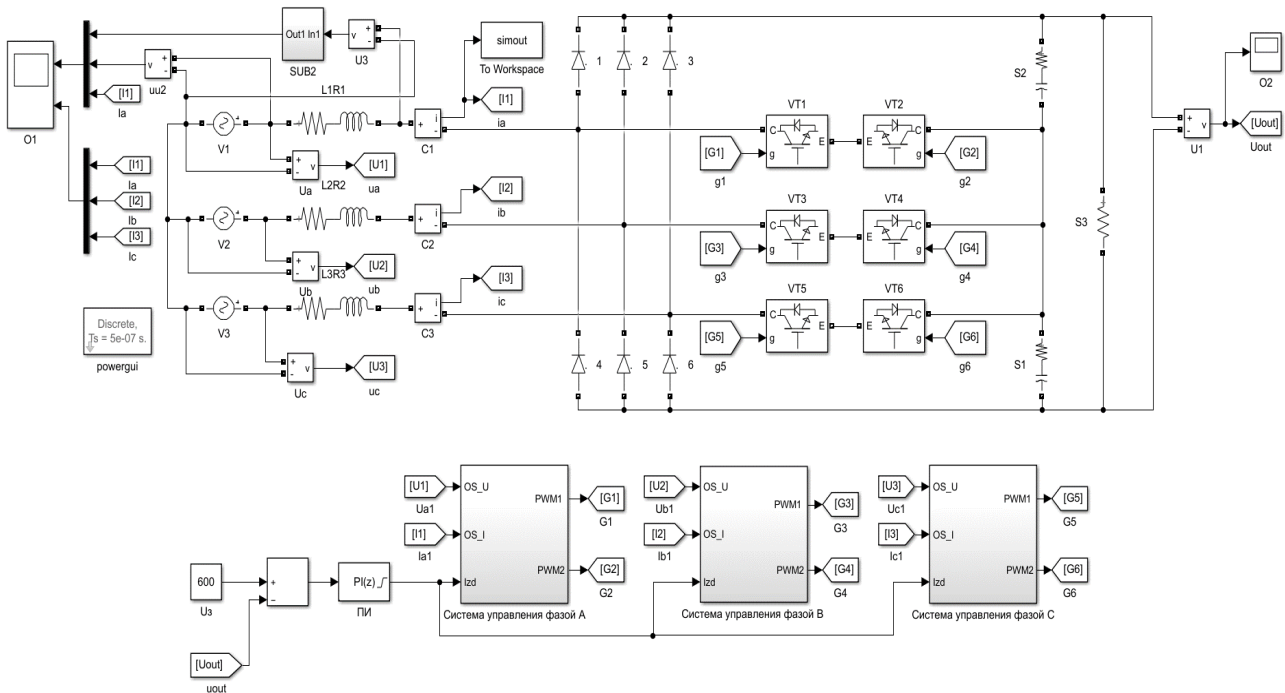 O1
Out1 In1
SUB2
+
-
v
U3
+
-
v
uu2
[I1]
Ia
[I1]
Ia
[I2]
Ib
[I3]
Ic
Discrete,
Ts = 5e-07 s.
powergui
simout
To Workspace
L1R1
V1
+
i
-
C1
[I1]
ia
+
-
v
Ua
[U1]
ua
L2R2
V2
+
i
-
C2
[I2]
ib
+
-
v
Ub
[U2]
ub
L3R3
V3
+
i
-
C3
[I3]
ic
+
-
v
Uc
[U3]
uc
1
2
3
4
5
6
VT1
C
g
E
VT2
E
C
g
[G1]
g1
[G2]
g2
VT3
C
g
E
VT4
E
C
g
[G3]
g3
[G4]
g4
VT5
C
g
E
VT6
E
C
g
[G5]
g5
[G6]
g6
S2
S1
S3
+
-
v
U1
O2
[Uout]
Uout
600
Uз
[Uout]
uout
+
−
PI(z)
ПИ
[U1]
Ua1
[I1]
Ia1
OS_U
OS_I
Izd
PWM1
PWM2
Система управления фазой А
[G1]
G1
[G2]
G2
[U2]
Ub1
[I2]
Ib1
OS_U
OS_I
Izd
PWM1
PWM2
Система управления фазой B
[G3]
G3
[G4]
G4
[U3]
Uc1
[I3]
Ic1
OS_U
OS_I
Izd
PWM1
PWM2
Система управления фазой С
[G5]
G5
[G6]
G6